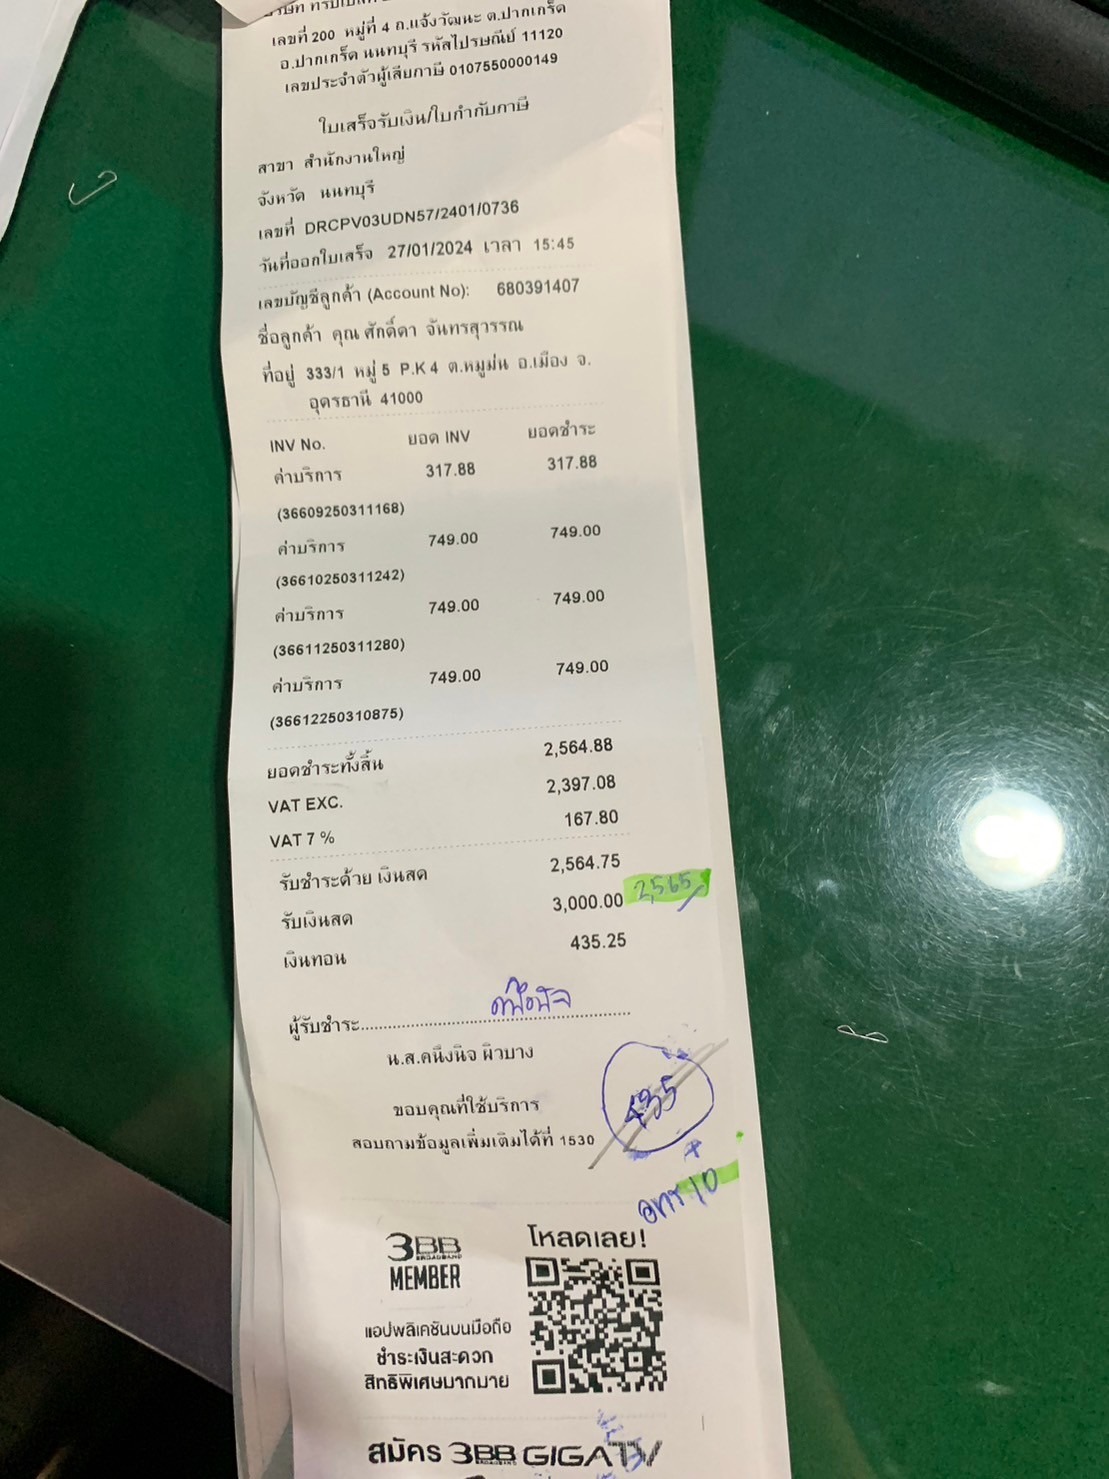 เลขที่ 200 หมู่ที่ 4 ถ.แจ้งวัฒนะ ต.ปากเกร็ด
อ.ปากเกร็ด นนทบุรี รหัสไปรษณีย์ 11120
เลขประจำตัวผู้เสียภาษี 0107550000149
ใบเสร็จรับเงิน/ใบกำกับภาษี
สาขา สำนักงานใหญ่
จังหวัด นนทบุรี
เลขที่ DRCPV03UDN57/2401/0736
วันที่ออกใบเสร็จ 27/01/2024 เวลา 15:45
เลขบัญชีลูกค้า (Account No): 680391407
ชื่อลูกค้า คุณ ศักดิ์ดา จันทรสุวรรณ
ที่อยู่ 333/1 หมู่ 5 P.K 4 ต.หมูม่น อ.เมือง จ.
อุดรธานี 41000
INV No. ยอด INV ยอดชำระ
ค่าบริการ 317.88 317.88
(36609250311168)
ค่าบริการ 749.00 749.00
(36610250311242)
ค่าบริการ 749.00 749.00
(36611250311280)
ค่าบริการ 749.00 749.00
(36612250310875)
ยอดชำระทั้งสิ้น 2,564.88
VAT EXC. 2,397.08
VAT 7 % 167.80
รับชำระด้วย เงินสด 2,564.75
รับเงินสด 3,000.00 2,565
เงินทอน 435.25
ผู้รับชำระ
น.ส.คนึงนิจ ผิวบาง
435
ขอบคุณที่ใช้บริการ
สอบถามข้อมูลเพิ่มเติมได้ที่ 1530
10
3BB
BROADBAND
MEMBER
โหลดเลย!
แอปพลิเคชันบนมือถือ
ชำระเงินสะดวก
สิทธิพิเศษมากมาย
สมัคร 3BB GIGATV